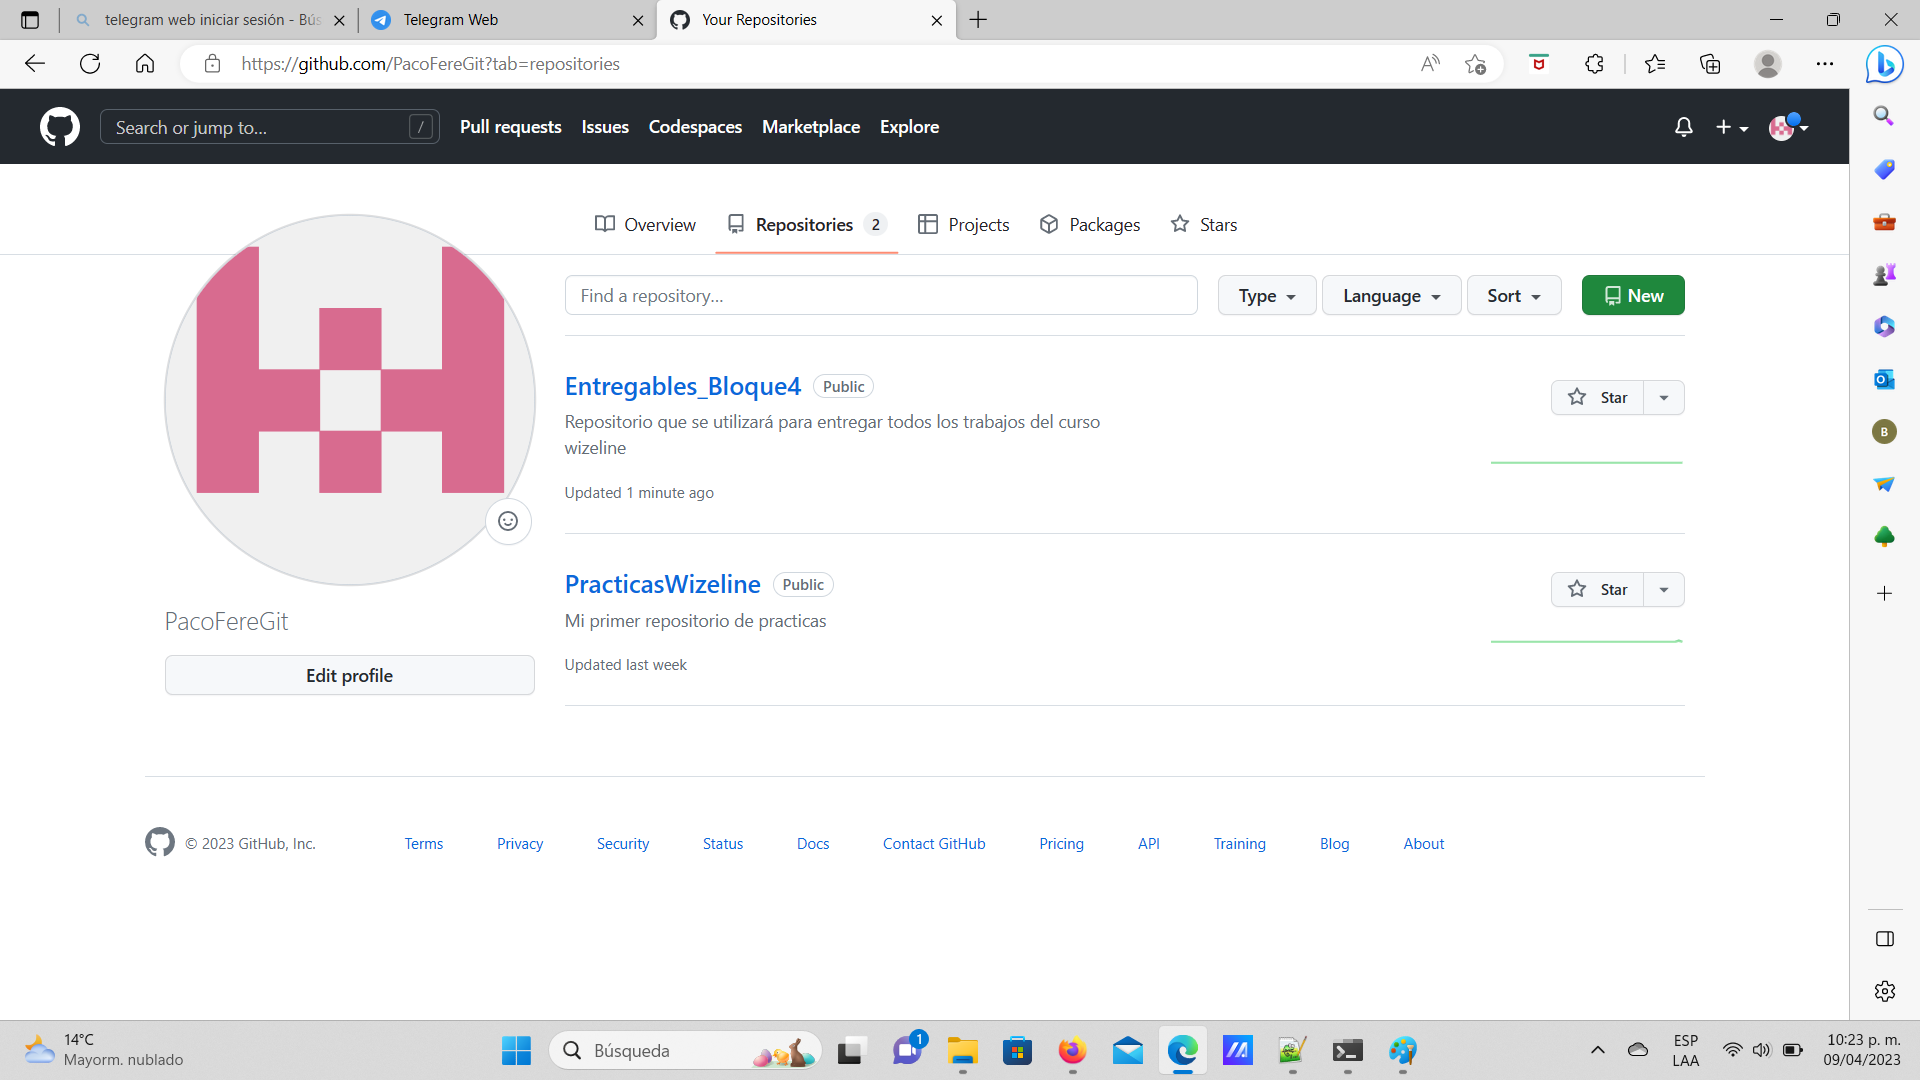 telegram web iniciar sesión - Bús
Telegram Web
Your Repositories
https://github.com/PacoFereGit?tab=repositories
Search or jump to...
/
Pull requests
Issues
Codespaces
Marketplace
Explore
Overview
Repositories 2
Projects
Packages
Stars
Find a repository...
Type
Language
Sort
New
Entregables_Bloque4 Public
Star
Repositorio que se utilizará para entregar todos los trabajos del curso
wizeline
Updated 1 minute ago
PracticasWizeline Public
Star
Mi primer repositorio de practicas
Updated last week
PacoFereGit
Edit profile
© 2023 GitHub, Inc.
Terms
Privacy
Security
Status
Docs
Contact GitHub
Pricing
API
Training
Blog
About
B
14°C
Mayorm. nublado
Búsqueda
1
ESP
LAA
10:23 p. m.
09/04/2023